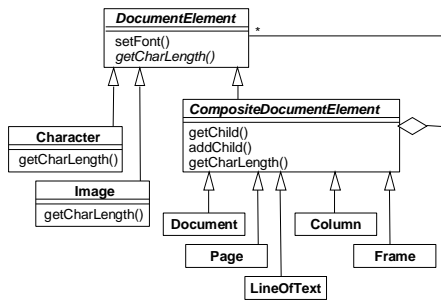 DocumentElement
*
setFont()
getCharLength()
CompositeDocumentElement
getChild()
addChild()
getCharLength()
Character
getCharLength()
Image
getCharLength()
Document
Column
Page
Frame
LineOfText